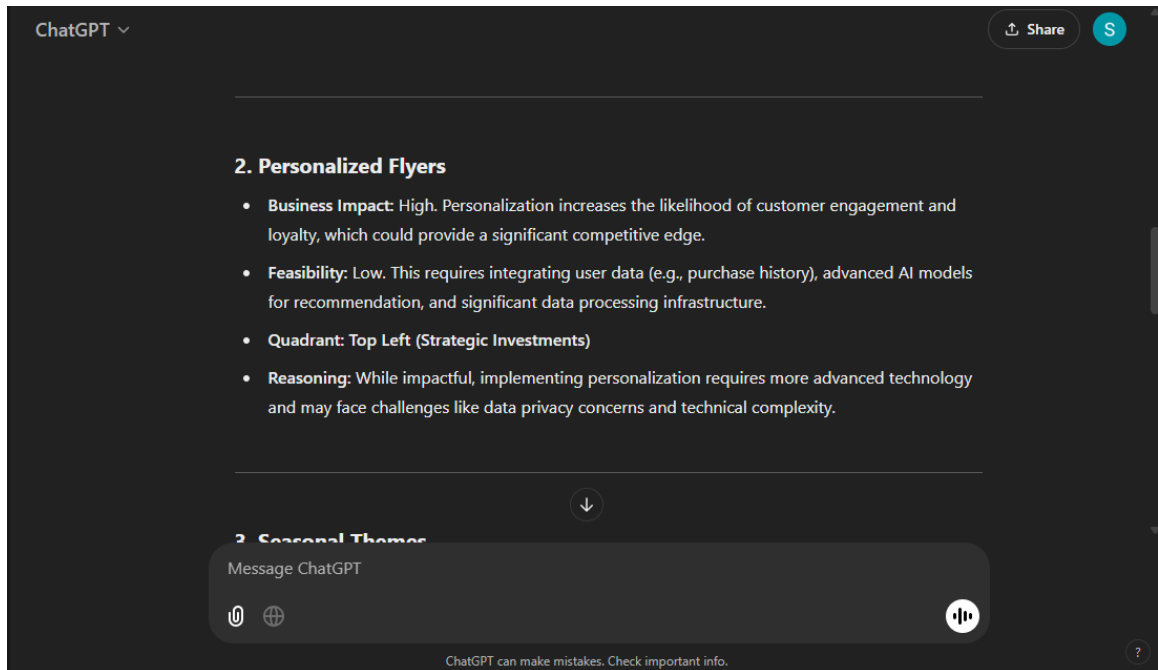 ChatGPT
Share
S
2. Personalized Flyers
Business Impact: High. Personalization increases the likelihood of customer engagement and
loyalty, which could provide a significant competitive edge.
Feasibility: Low. This requires integrating user data (e.g., purchase history), advanced AI models
for recommendation, and significant data processing infrastructure.
Quadrant: Top Left (Strategic Investments)
Reasoning: While impactful, implementing personalization requires more advanced technology
and may face challenges like data privacy concerns and technical complexity.
3. Seasonal Themes
Message ChatGPT
ChatGPT can make mistakes. Check important info.
?